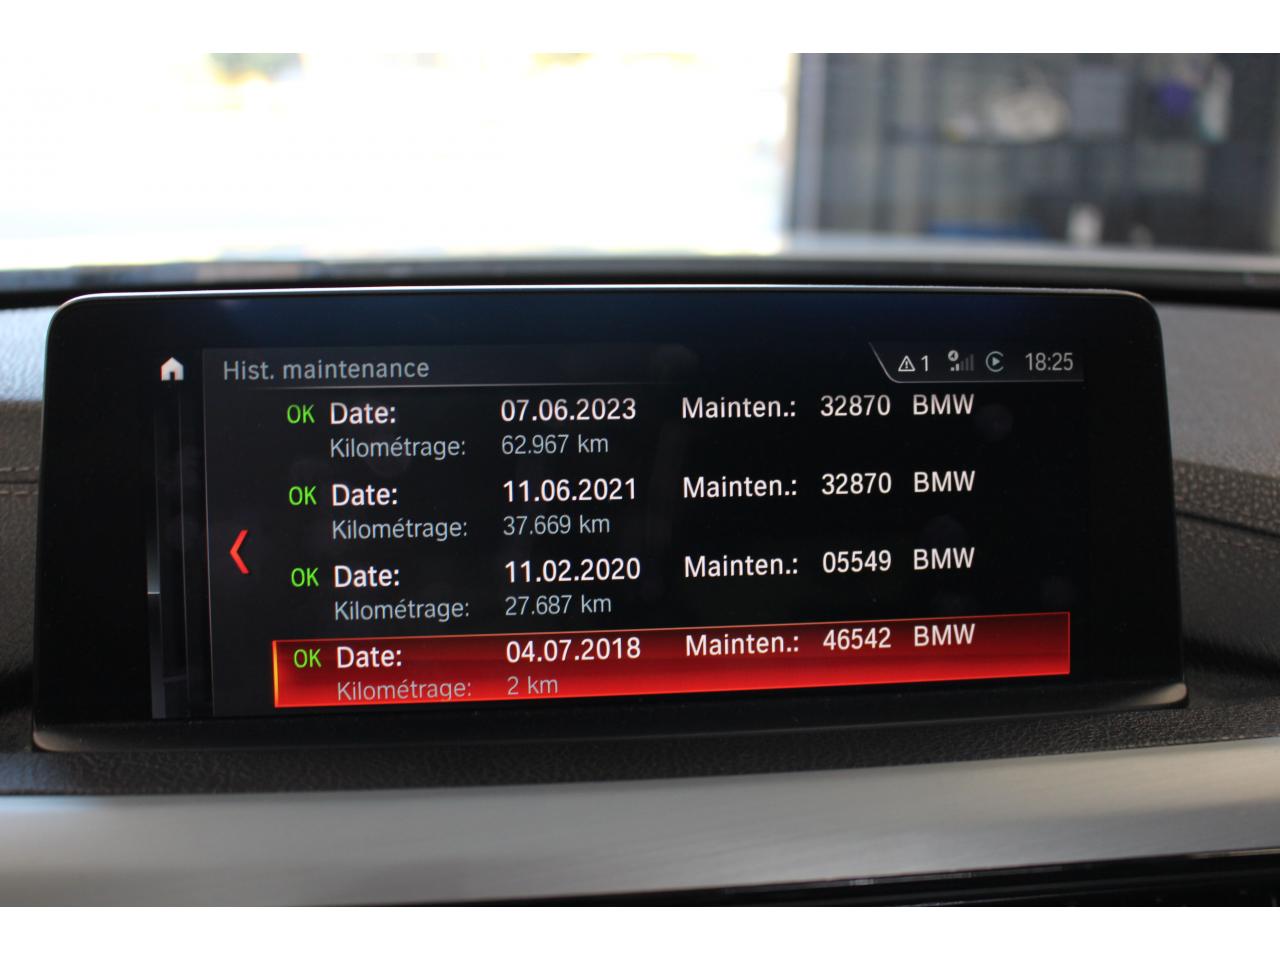 Hist. maintenance 1 18:25
OK Date: 07.06.2023 Mainten.: 32870 BMW
Kilométrage: 62.967 km
OK Date: 11.06.2021 Mainten.: 32870 BMW
Kilométrage: 37.669 km
OK Date: 11.02.2020 Mainten.: 05549 BMW
Kilométrage: 27.687 km
OK Date: 04.07.2018 Mainten.: 46542 BMW
Kilométrage: 2 km